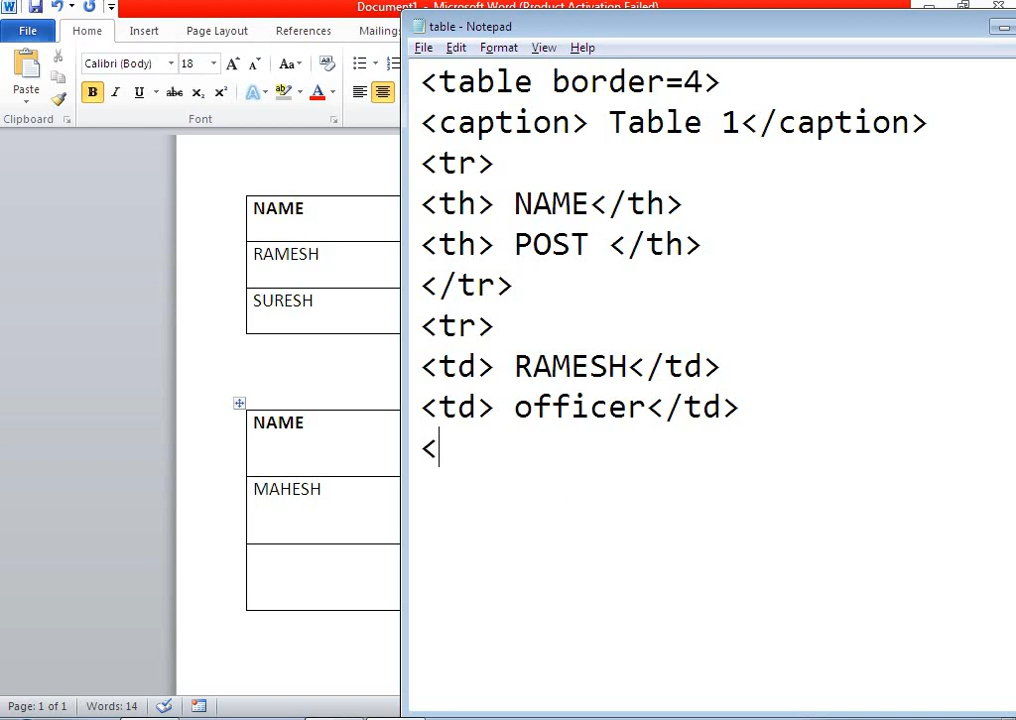 Document1 - Microsoft Word (Product Activation Failed)
File Home Insert Page Layout References Mailing
Paste
Calibri (Body) 18
Clipboard Font
NAME
RAMESH
SURESH
NAME
MAHESH
Page: 1 of 1 Words: 14
table - Notepad
File Edit Format View Help
<table border=4>
<caption> Table 1</caption>
<tr>
<th> NAME</th>
<th> POST </th>
</tr>
<tr>
<td> RAMESH</td>
<td> officer</td>
<